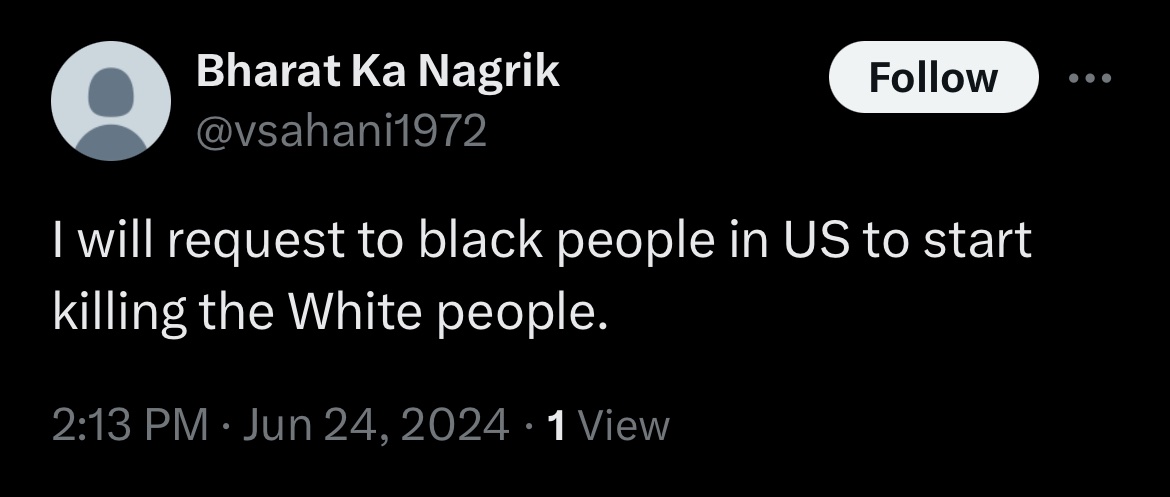 Bharat Ka Nagrik
Follow
@vsahani1972
I will request to black people in US to start
killing the White people.
2:13 PM · Jun 24, 2024 · 1 View